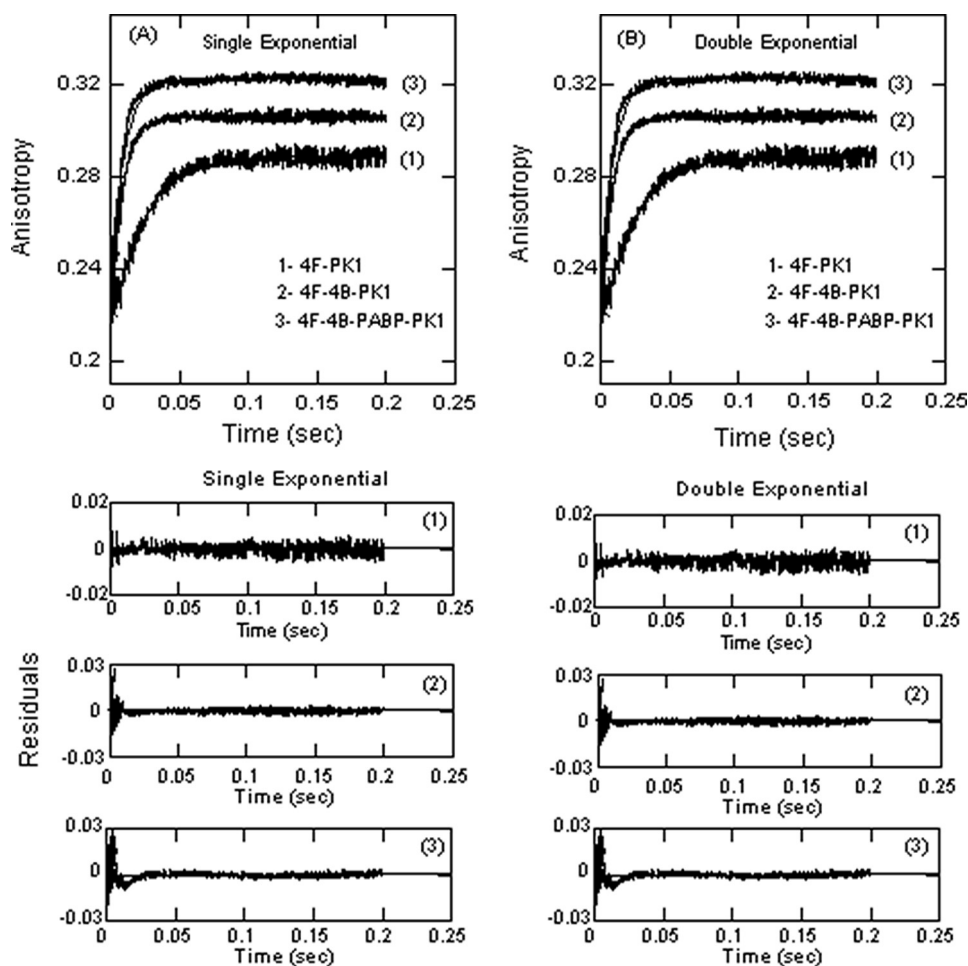 (A)
Single Exponential
0.32
0.28
0.24
0.2
Anisotropy
(3)
(2)
(1)
1- 4F-PK1
2- 4F-4B-PK1
3- 4F-4B-PABP-PK1
0 0.05 0.1 0.15 0.2 0.25
Time (sec)
(B)
Double Exponential
0.32
0.28
0.24
0.2
Anisotropy
(3)
(2)
(1)
1- 4F-PK1
2- 4F-4B-PK1
3- 4F-4B-PABP-PK1
0 0.05 0.1 0.15 0.2 0.25
Time (sec)
Residuals
Single Exponential
0.02
0
-0.02
(1)
0 0.05 0.1 0.15 0.2 0.25
Time (sec)
0.03
0
-0.03
(2)
0 0.05 0.1 0.15 0.2 0.25
Time (sec)
0.03
0
-0.03
(3)
0 0.05 0.1 0.15 0.2 0.25
Time (sec)
Double Exponential
0.02
0
-0.02
(1)
0 0.05 0.1 0.15 0.2 0.25
Time (sec)
0.03
0
-0.03
(2)
0 0.05 0.1 0.15 0.2 0.25
Time (sec)
0.03
0
-0.03
(3)
0 0.05 0.1 0.15 0.2 0.25
Time (sec)